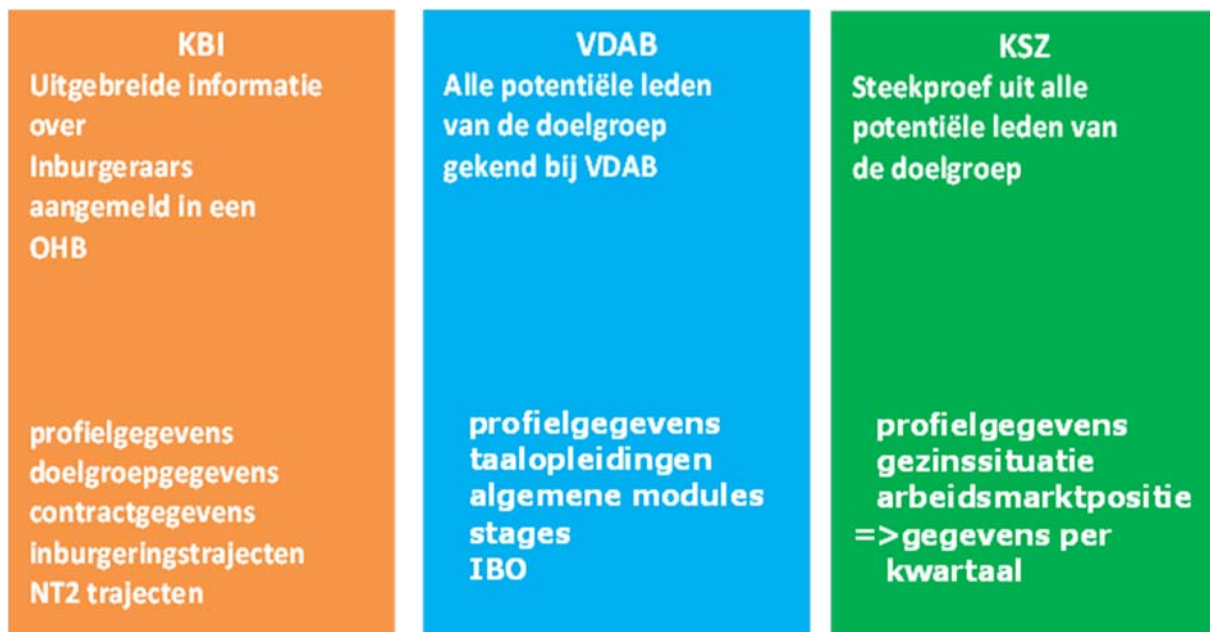 KBI
Uitgebreide informatie
over
Inburgeraars
aangemeld in een
OHB
profielgegevens
doelgroepgegevens
contractgegevens
inburgeringstrajecten
NT2 trajecten
VDAB
Alle potentiële leden
van de doelgroep
gekend bij VDAB
profielgegevens
taalopleidingen
algemene modules
stages
IBO
KSZ
Steekproef uit alle
potentiële leden van
de doelgroep
profielgegevens
gezinssituatie
arbeidsmarktpositie
=>gegevens per
kwartaal